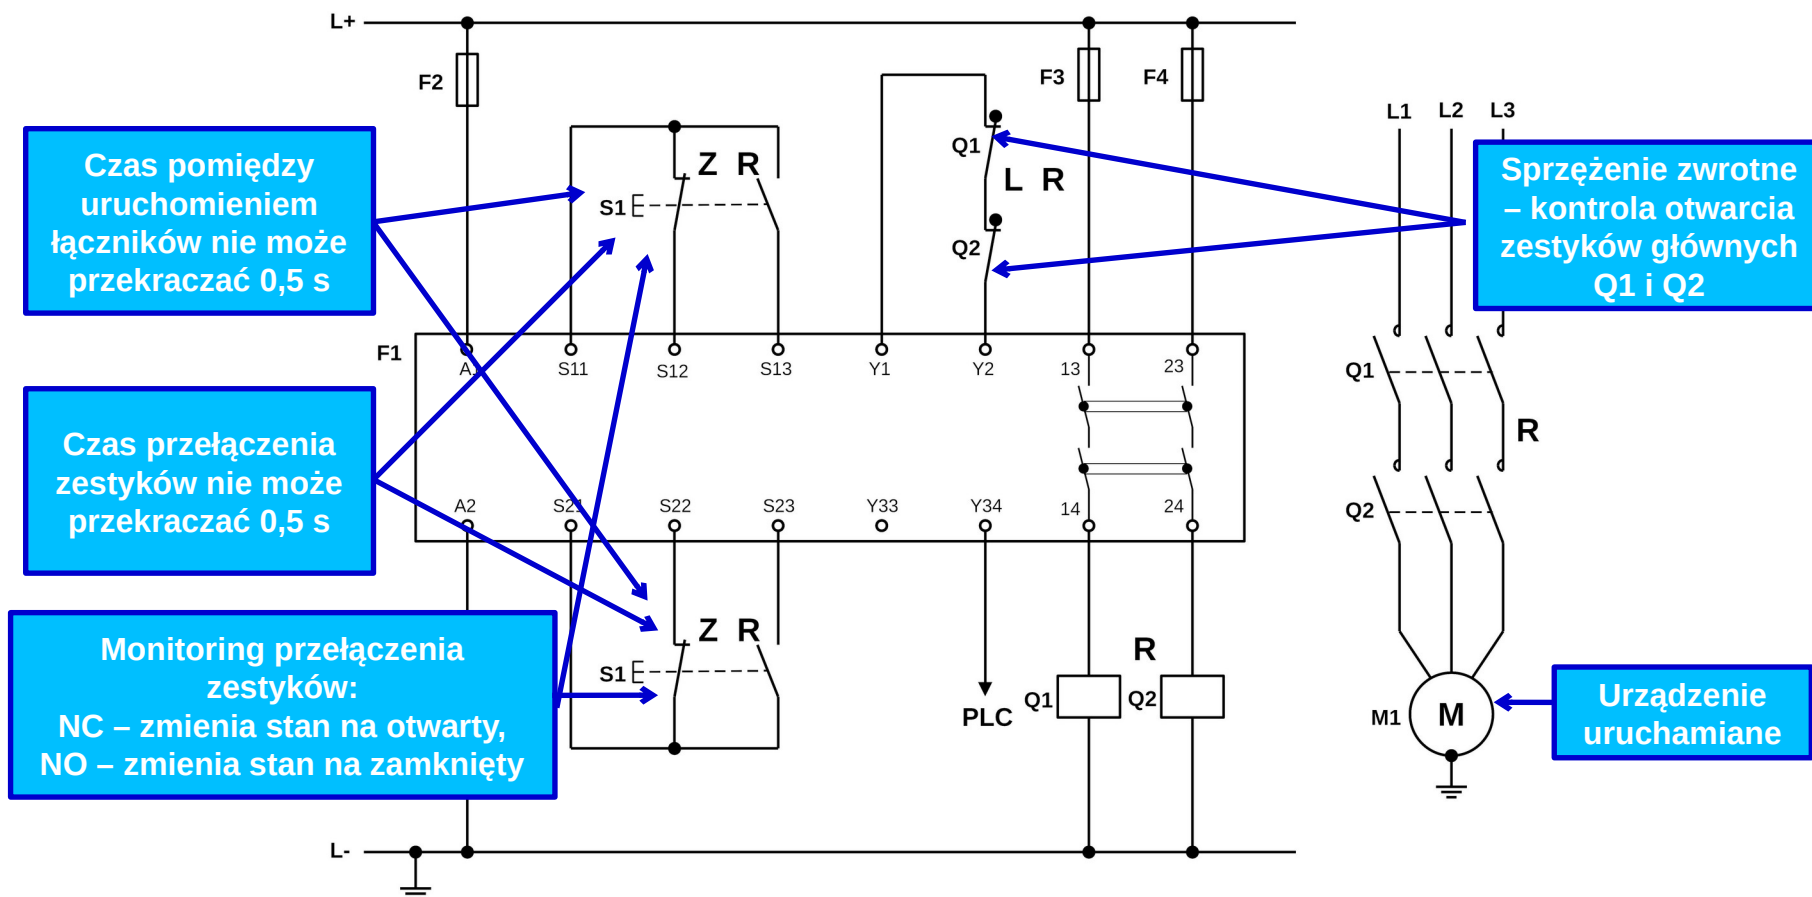 L+
F2
F3
F4
L1
L2
L3
Czas pomiędzy
uruchomieniem
łączników nie może
przekraczać 0,5 s
Z R
S1
Q1
L R
Q2
Sprzężenie zwrotne
– kontrola otwarcia
zestyków głównych
Q1 i Q2
F1
A1
S11
S12
S13
Y1
Y2
13
23
Q1
R
Czas przełączenia
zestyków nie może
przekraczać 0,5 s
A2
S21
S22
S23
Y33
Y34
14
24
Q2
Monitoring przełączenia
zestyków:
NC – zmienia stan na otwarty,
NO – zmienia stan na zamknięty
Z R
S1
PLC
Q1
R
Q2
M1
M
Urządzenie
uruchamiane
L-